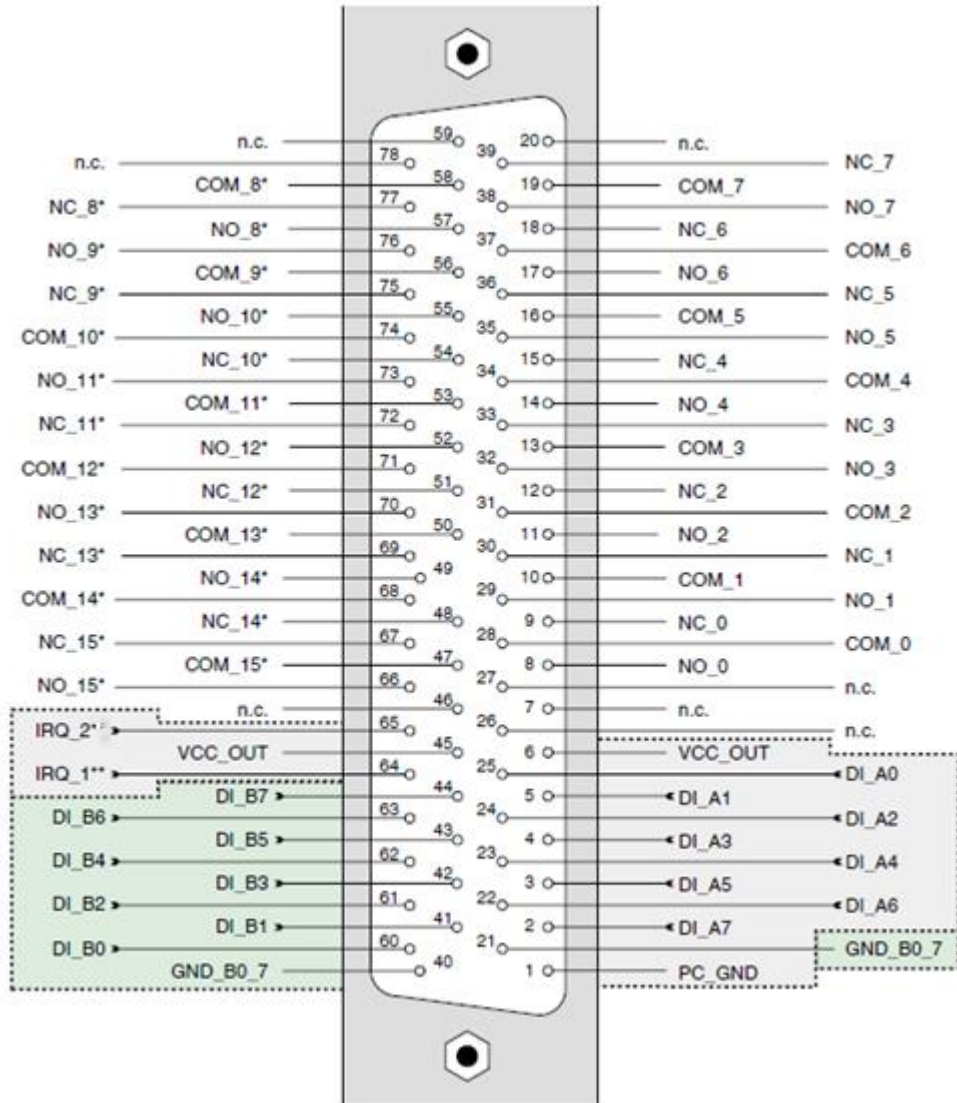 n.c. 59 20 n.c.
n.c. 78 39 NC_7
COM_8* 58 19 COM_7
NC_8* 77 38 NO_7
NO_8* 57 18 NC_6
NO_9* 76 37 COM_6
COM_9* 56 17 NO_6
NC_9* 75 36 NC_5
NO_10* 55 16 COM_5
COM_10* 74 35 NO_5
NC_10* 54 15 NC_4
NO_11* 73 34 COM_4
COM_11* 53 14 NO_4
NC_11* 72 33 NC_3
NO_12* 52 13 COM_3
COM_12* 71 32 NO_3
NC_12* 51 12 NC_2
NO_13* 70 31 COM_2
COM_13* 50 11 NO_2
NC_13* 69 30 NC_1
NO_14* 49 10 COM_1
COM_14* 68 29 NO_1
NC_14* 48 9 NC_0
NC_15* 67 28 COM_0
COM_15* 47 8 NO_0
NO_15* 66 27 n.c.
n.c. 46 7 n.c.
IRQ_2** 65 26 n.c.
VCC_OUT 45 6 VCC_OUT
IRQ_1** 64 25 DI_A0
DI_B7 44 5 DI_A1
DI_B6 63 24 DI_A2
DI_B5 43 4 DI_A3
DI_B4 62 23 DI_A4
DI_B3 42 3 DI_A5
DI_B2 61 22 DI_A6
DI_B1 41 2 DI_A7
DI_B0 60 21 GND_B0_7
GND_B0_7 40 1 PC_GND